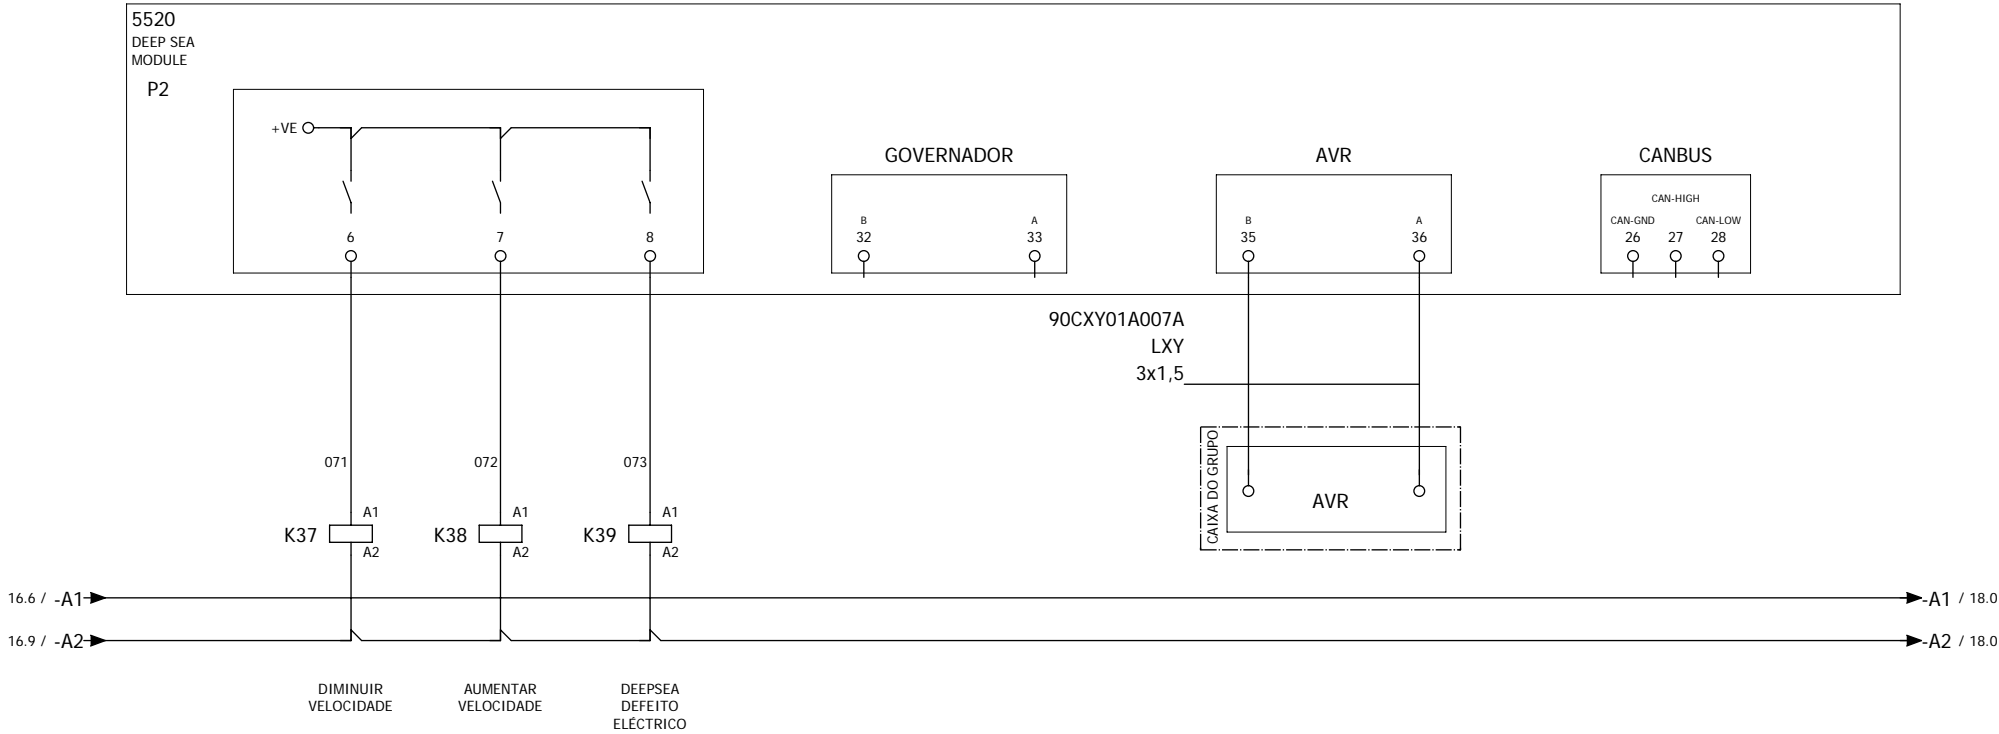 5520
DEEP SEA
MODULE
P2
+VE
6
7
8
GOVERNADOR
B
A
32
33
AVR
B
A
35
36
CANBUS
CAN-HIGH
CAN-GND
CAN-LOW
26
27
28
90CXY01A007A
LXY
3x1,5
CAIXA DO GRUPO
AVR
071
072
073
K37
A1
A2
K38
A1
A2
K39
A1
A2
16.6 / -A1
-A1 / 18.0
16.9 / -A2
-A2 / 18.0
DIMINUIR
VELOCIDADE
AUMENTAR
VELOCIDADE
DEEPSEA
DEFEITO
ELÉCTRICO